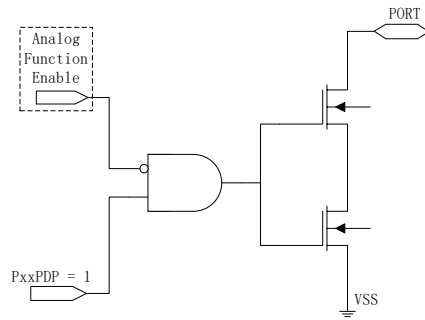 PORT
Analog
Function
Enable
PxxPDP = 1
VSS